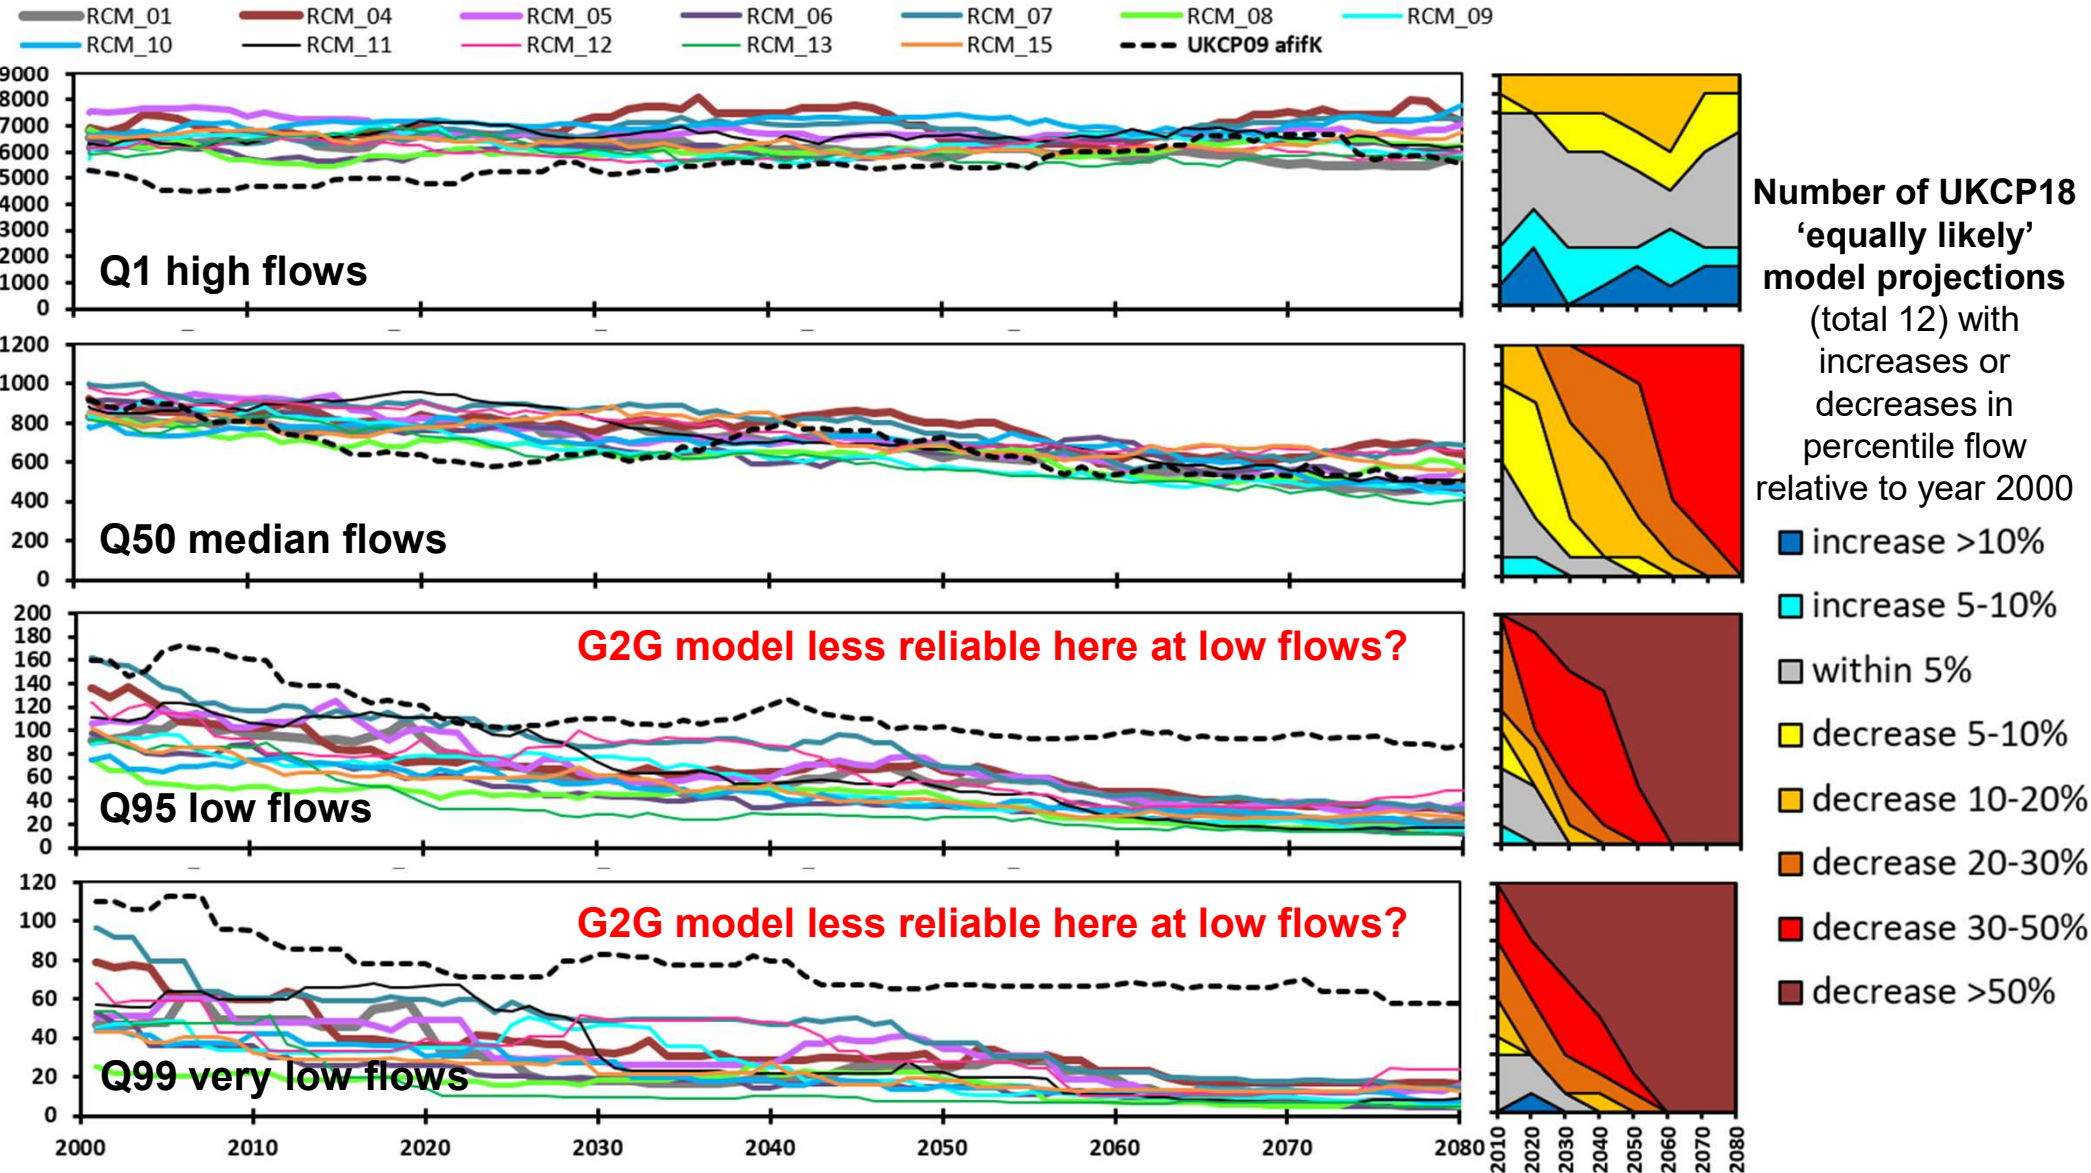 RCM_01 RCM_04 RCM_05 RCM_06 RCM_07 RCM_08 RCM_09
RCM_10 RCM_11 RCM_12 RCM_13 RCM_15 UKCP09 afifK
9000
8000
7000
6000
5000
4000
3000
2000
1000
0
Q1 high flows
1200
1000
800
600
400
200
0
Q50 median flows
200
180
160
140
120
100
80
60
40
20
0
G2G model less reliable here at low flows?
Q95 low flows
120
100
80
60
40
20
0
G2G model less reliable here at low flows?
Q99 very low flows
2000 2010 2020 2030 2040 2050 2060 2070 2080
2010 2020 2030 2040 2050 2060 2070 2080
Number of UKCP18
‘equally likely’
model projections
(total 12) with
increases or
decreases in
percentile flow
relative to year 2000
increase >10%
increase 5-10%
within 5%
decrease 5-10%
decrease 10-20%
decrease 20-30%
decrease 30-50%
decrease >50%